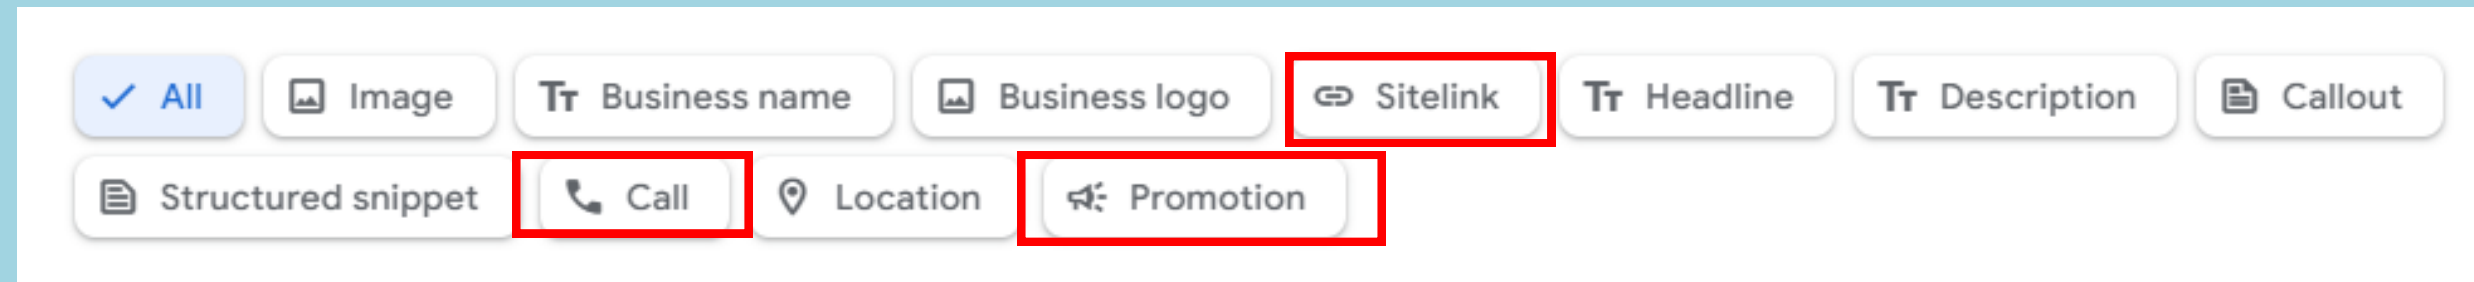 All Image Business name Business logo Sitelink Headline Description Callout
Structured snippet Call Location Promotion